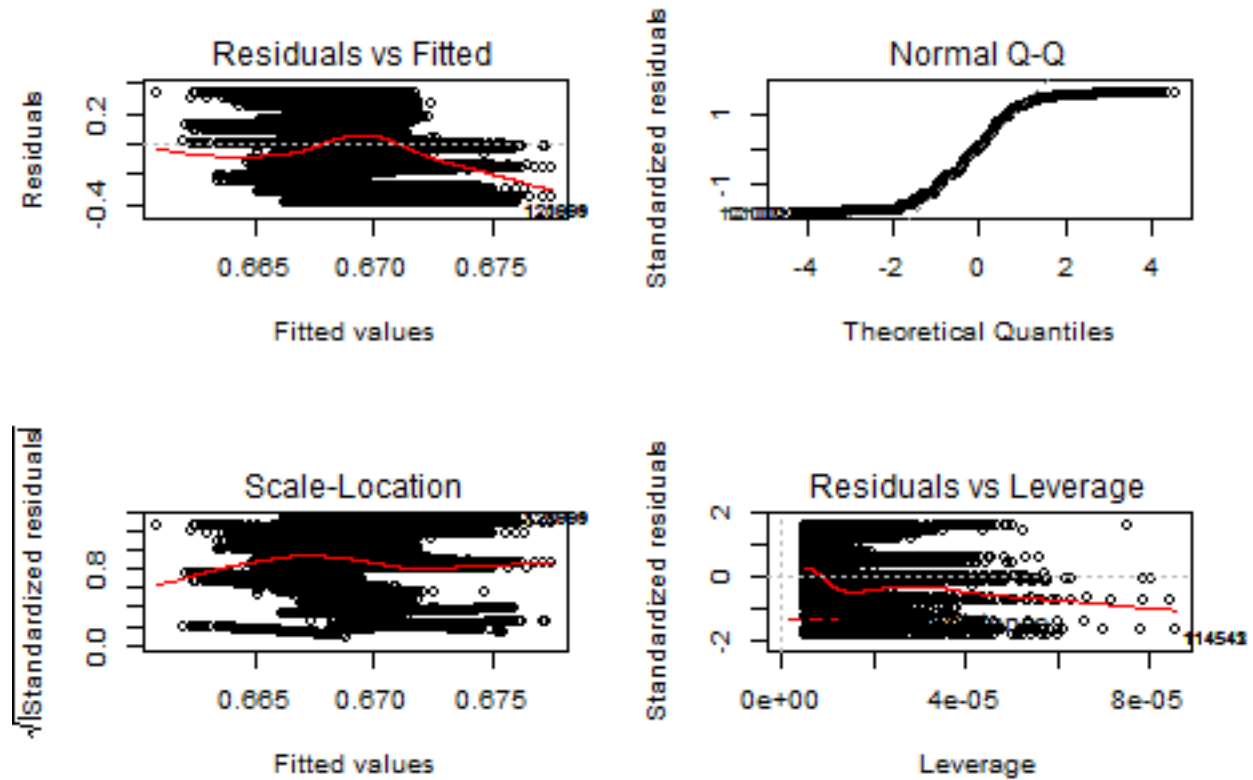 Residuals vs Fitted
Residuals
0.2
-0.4
0.665 0.670 0.675
Fitted values
Normal Q-Q
Standardized residuals
1
-1
-4 -2 0 2 4
Theoretical Quantiles
Scale-Location
√|Standardized residuals|
0.8
0.0
0.665 0.670 0.675
Fitted values
Residuals vs Leverage
Standardized residuals
2
0
-2
0e+00 4e-05 8e-05
Leverage